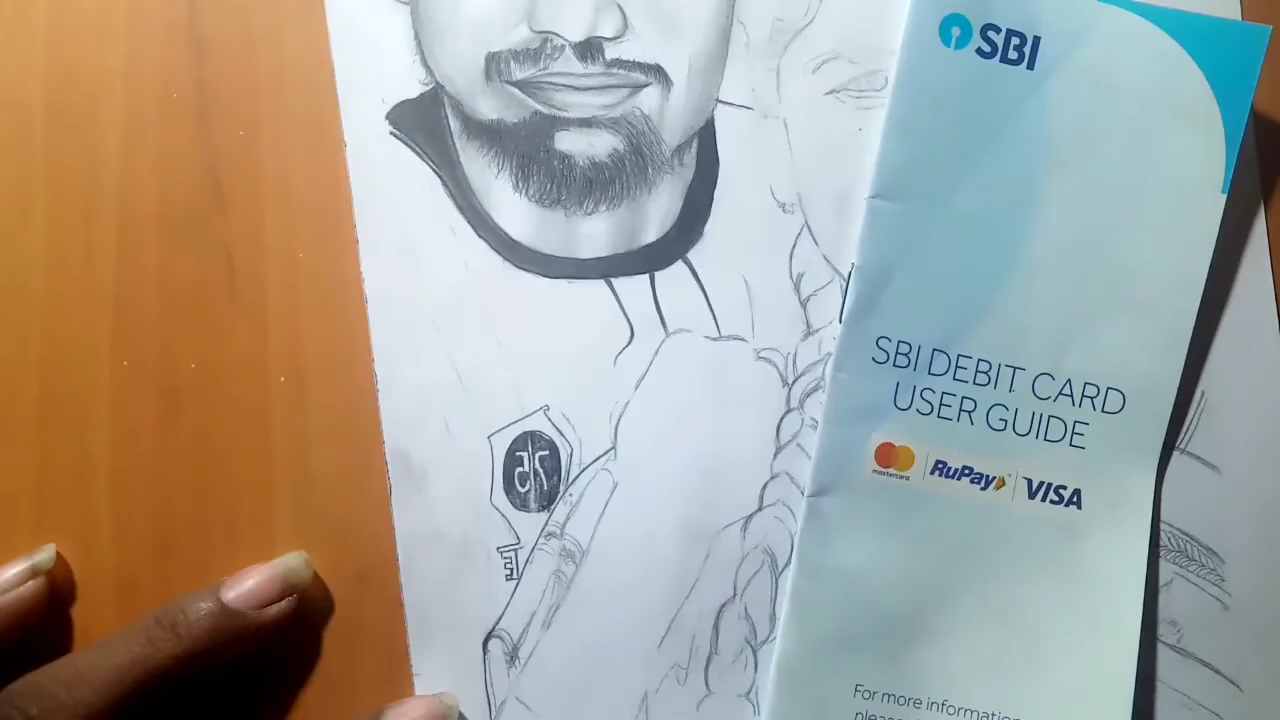 SBI
SBI DEBIT CARD
USER GUIDE
mastercard RuPay VISA
For more information